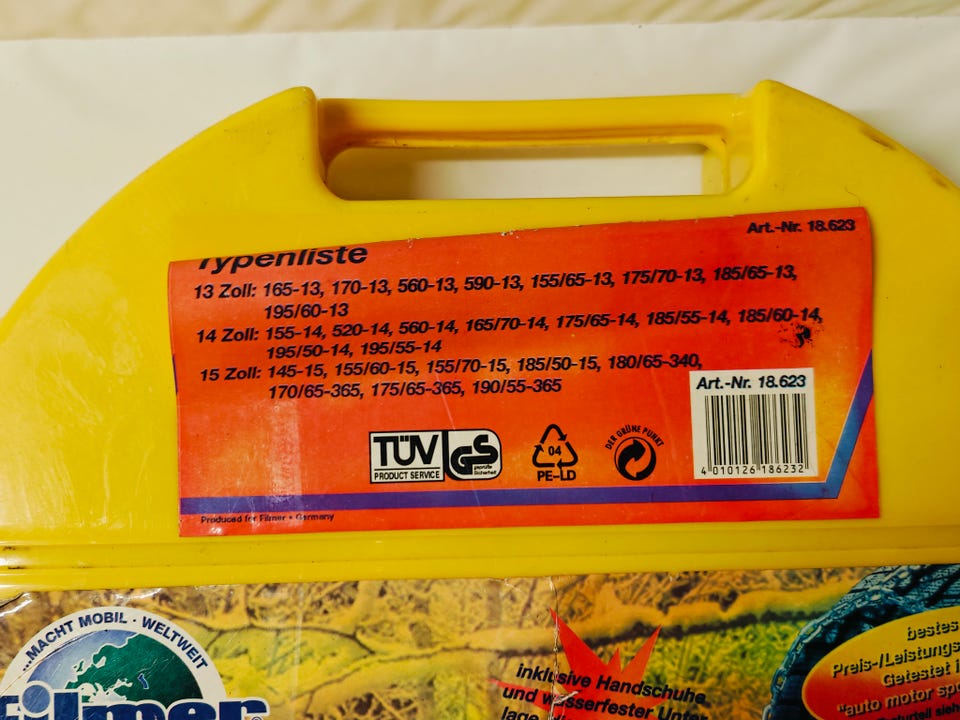 Art.-Nr. 18.623
Typenliste
13 Zoll: 165-13, 170-13, 560-13, 590-13, 155/65-13, 175/70-13, 185/65-13,
195/60-13
14 Zoll: 155-14, 520-14, 560-14, 165/70-14, 175/65-14, 185/55-14, 185/60-14,
195/50-14, 195/55-14
15 Zoll: 145-15, 155/60-15, 155/70-15, 185/50-15, 180/65-340,
170/65-365, 175/65-365, 190/55-365
Art.-Nr. 18.623
4 010126 186232
TÜV
PRODUCT SERVICE
GS
geprüfte
Sicherheit
04
PE-LD
DER GRÜNE PUNKT
Produced for Filmer • Germany
...MACHT MOBIL · WELTWEIT
filmer
inklusive Handschuhe
und wasserfester Unter
lage
bestes
Preis-/Leistungs
Getestet i
"auto motor spo